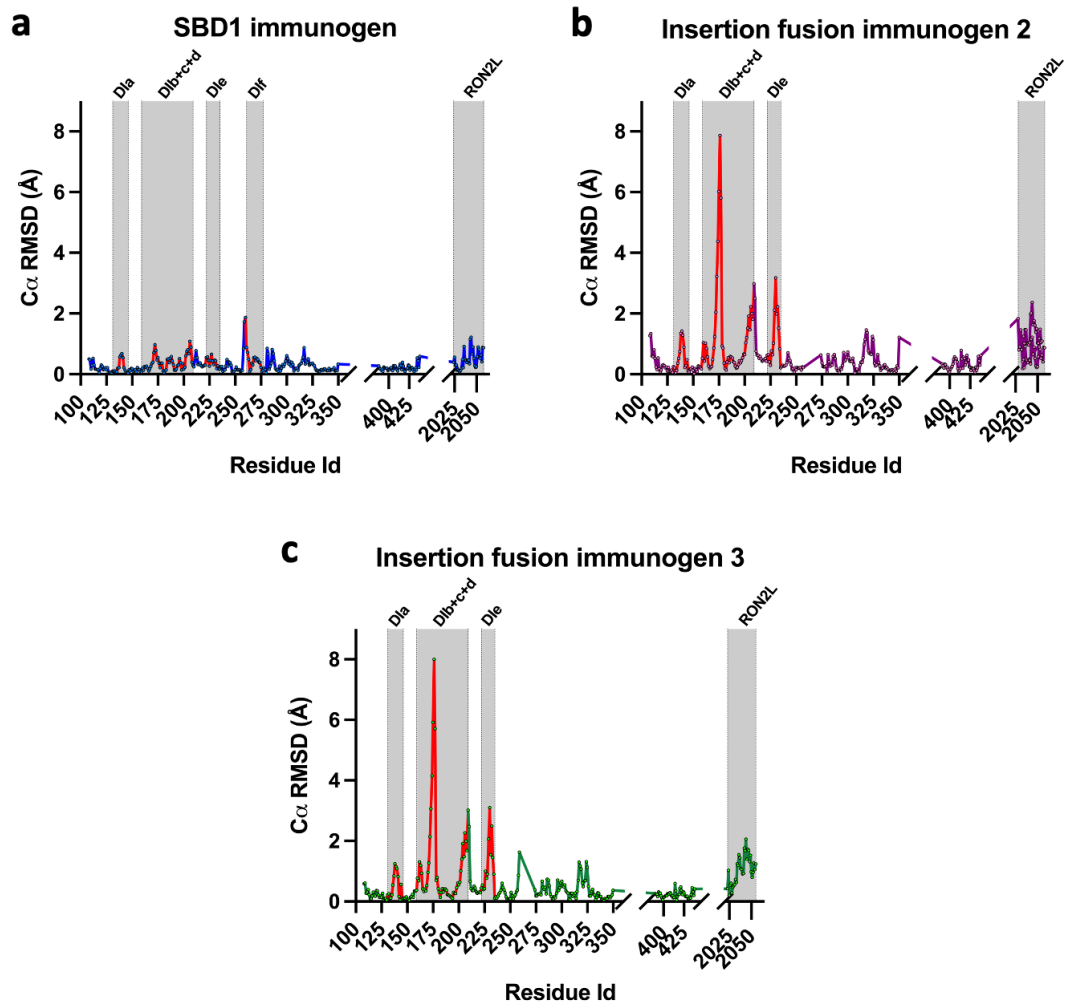 a
SBD1 immunogen
DIa
DIb+c+d
DIe
DIf
RON2L
Cα RMSD (Å)
8
6
4
2
0
100
125
150
175
200
225
250
275
300
325
350
400
425
2025
2050
Residue Id
b
Insertion fusion immunogen 2
DIa
DIb+c+d
DIe
RON2L
Cα RMSD (Å)
8
6
4
2
0
100
125
150
175
200
225
250
275
300
325
350
400
425
2025
2050
Residue Id
c
Insertion fusion immunogen 3
DIa
DIb+c+d
DIe
RON2L
Cα RMSD (Å)
8
6
4
2
0
100
125
150
175
200
225
250
275
300
325
350
400
425
2025
2050
Residue Id